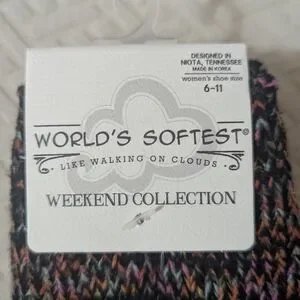 DESIGNED IN
NIOTA, TENNESSEE
MADE IN KOREA
women's shoe size
6-11
WORLD'S SOFTEST®
· LIKE WALKING ON CLOUDS ·
WEEKEND COLLECTION